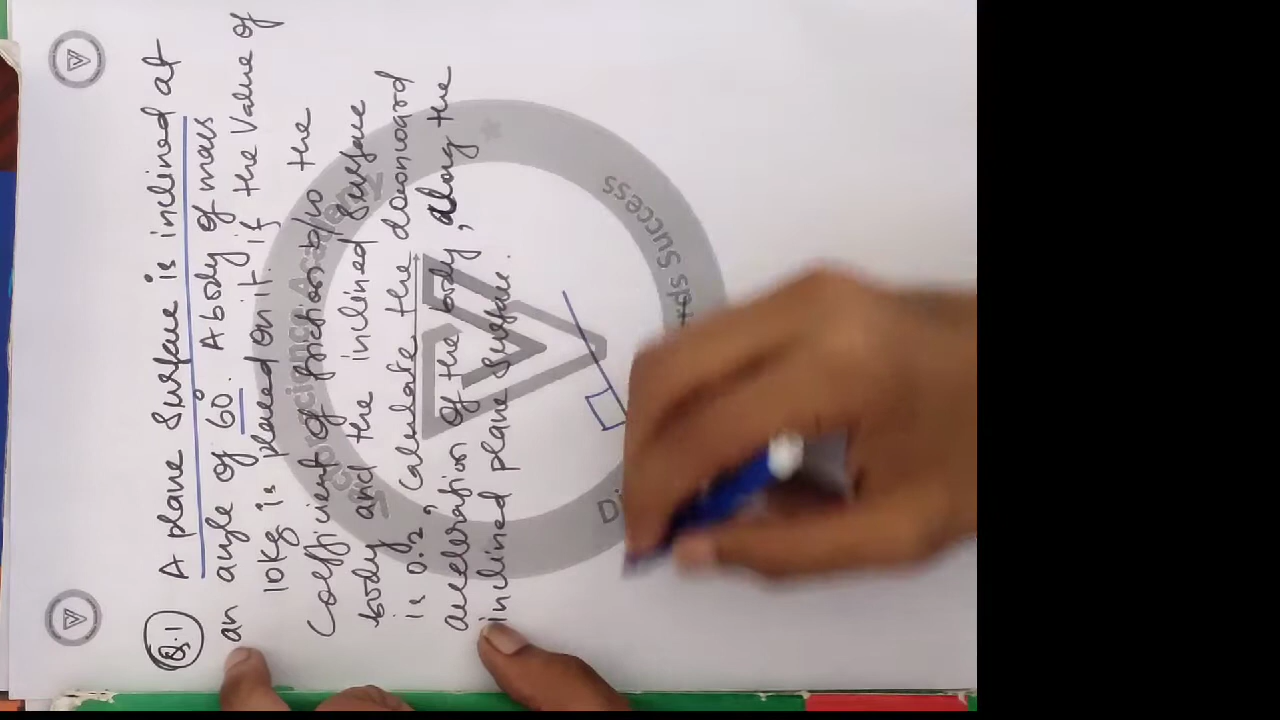 Q.1 A plane surface is inclined at
an angle of 60°. A body of mass
10kg is placed on it. if the value of
coefficient of friction b/w the
body and the inclined surface
is 0.2, calculate the downward
acceleration of the body, along the
inclined plane surface.
ds Success